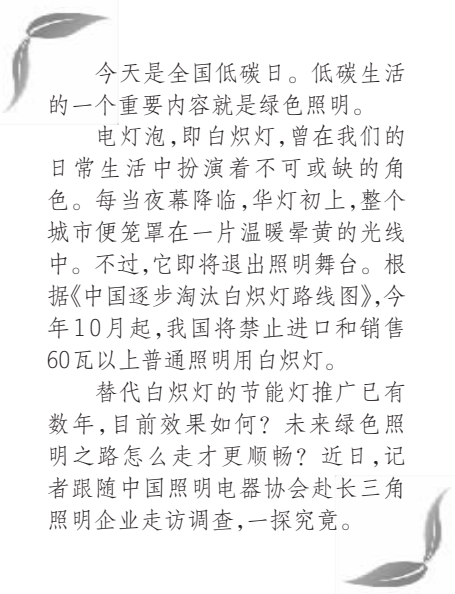 今天是全国低碳日。低碳生活
的一个重要内容就是绿色照明。
电灯泡,即白炽灯,曾在我们的
日常生活中扮演着不可或缺的角
色。每当夜幕降临,华灯初上,整个
城市便笼罩在一片温暖晕黄的光线
中。不过,它即将退出照明舞台。根
据《中国逐步淘汰白炽灯路线图》,今
年10月起,我国将禁止进口和销售
60瓦以上普通照明用白炽灯。
替代白炽灯的节能灯推广已有
数年,目前效果如何？未来绿色照
明之路怎么走才更顺畅？近日,记
者跟随中国照明电器协会赴长三角
照明企业走访调查,一探究竟。